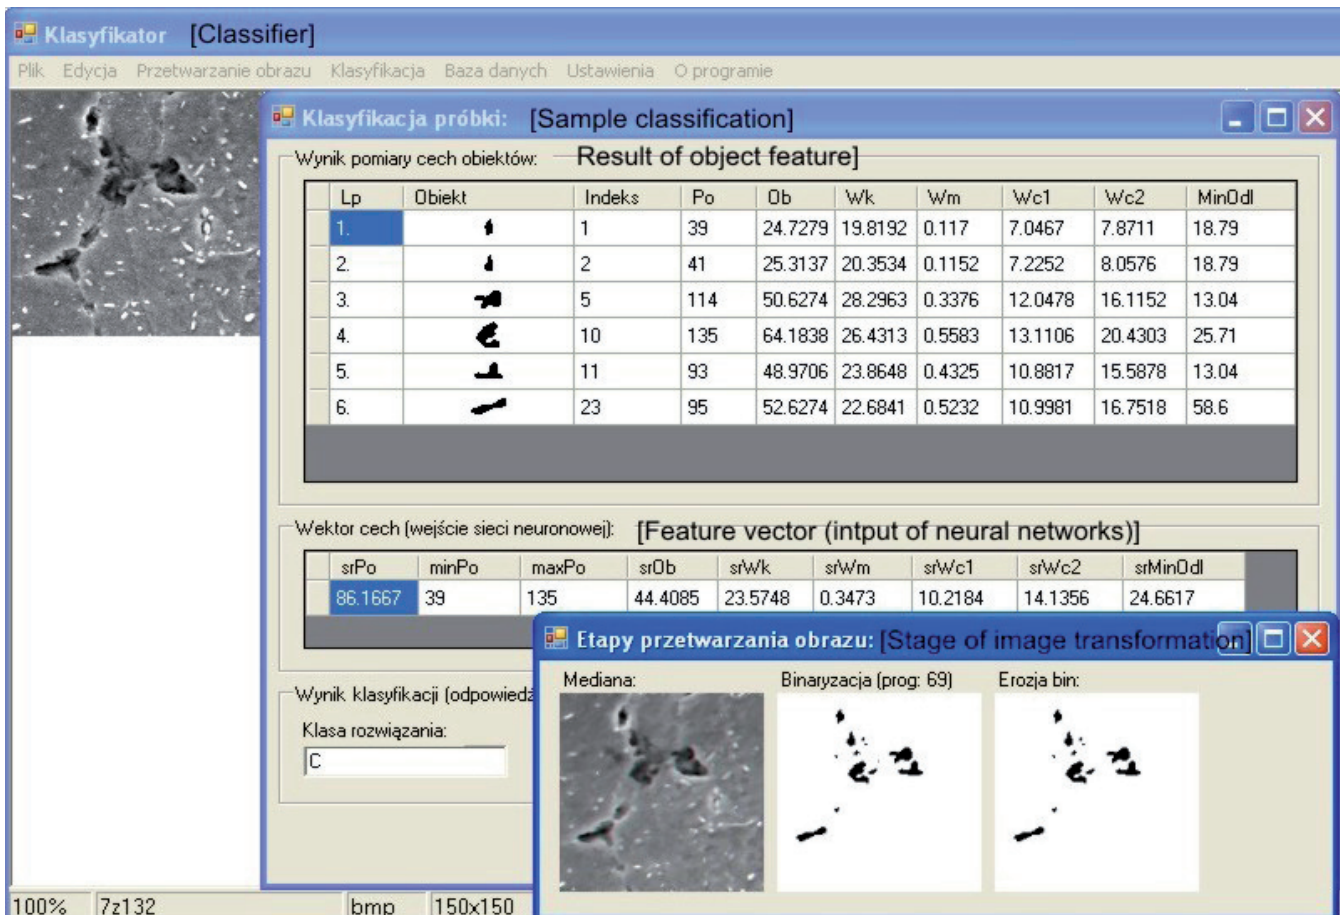 Klasyfikator [Classifier]
Plik Edycja Przetwarzanie obrazu Klasyfikacja Baza danych Ustawienia O programie
Klasyfikacja próbki: [Sample classification]
Wynik pomiary cech obiektów: Result of object feature]
Lp Obiekt Indeks Po Ob Wk Wm Wc1 Wc2 MinOdl
1. 1 39 24.7279 19.8192 0.117 7.0467 7.8711 18.79
2. 2 41 25.3137 20.3534 0.1152 7.2252 8.0576 18.79
3. 5 114 50.6274 28.2963 0.3376 12.0478 16.1152 13.04
4. 10 135 64.1838 26.4313 0.5583 13.1106 20.4303 25.71
5. 11 93 48.9706 23.8648 0.4325 10.8817 15.5878 13.04
6. 23 95 52.6274 22.6841 0.5232 10.9981 16.7518 58.6
Wektor cech (wejście sieci neuronowej): [Feature vector (intput of neural networks)]
srPo minPo maxPo srOb srWk srWm srWc1 srWc2 srMinOdl
86.1667 39 135 44.4085 23.5748 0.3473 10.2184 14.1356 24.6617
Etapy przetwarzania obrazu: [Stage of image transformation]
Mediana: Binaryzacja (prog: 69) Erozja bin:
Wynik klasyfikacji (odpowiedź
Klasa rozwiązania:
C
100% 7z132 bmp 150x150